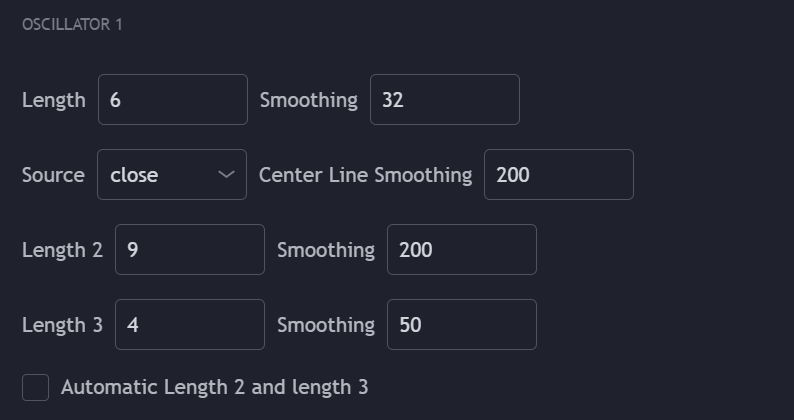 OSCILLATOR 1
Length 6 Smoothing 32
Source close Center Line Smoothing 200
Length 2 9 Smoothing 200
Length 3 4 Smoothing 50
Automatic Length 2 and length 3